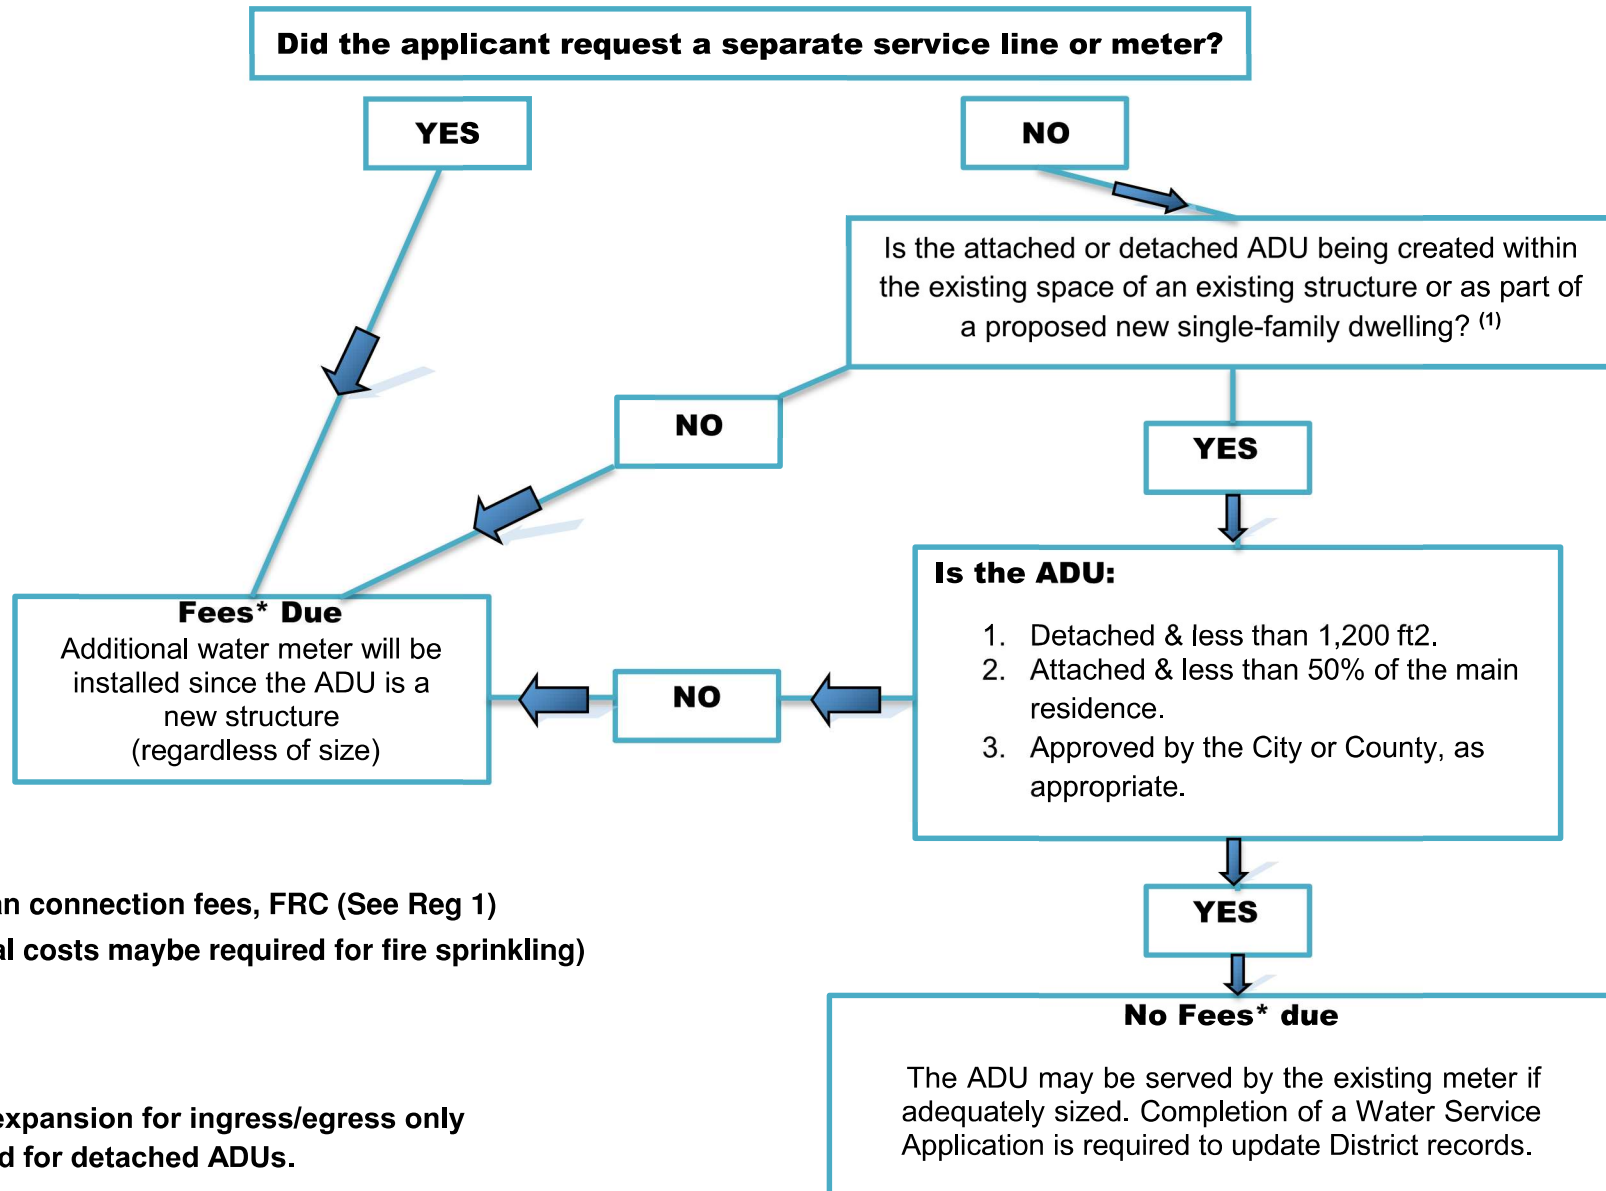 Did the applicant request a separate service line or meter?
YES
NO
Is the attached or detached ADU being created within
the existing space of an existing structure or as part of
a proposed new single-family dwelling? (1)
NO
YES
Is the ADU:
1. Detached & less than 1,200 ft2.
2. Attached & less than 50% of the main
residence.
3. Approved by the City or County, as
appropriate.
Fees* Due
Additional water meter will be
installed since the ADU is a
new structure
(regardless of size)
NO
YES
connection fees, FRC (See Reg 1)
costs maybe required for fire sprinkling)
No Fees* due
The ADU may be served by the existing meter if
adequately sized. Completion of a Water Service
Application is required to update District records.
expansion for ingress/egress only
for detached ADUs.